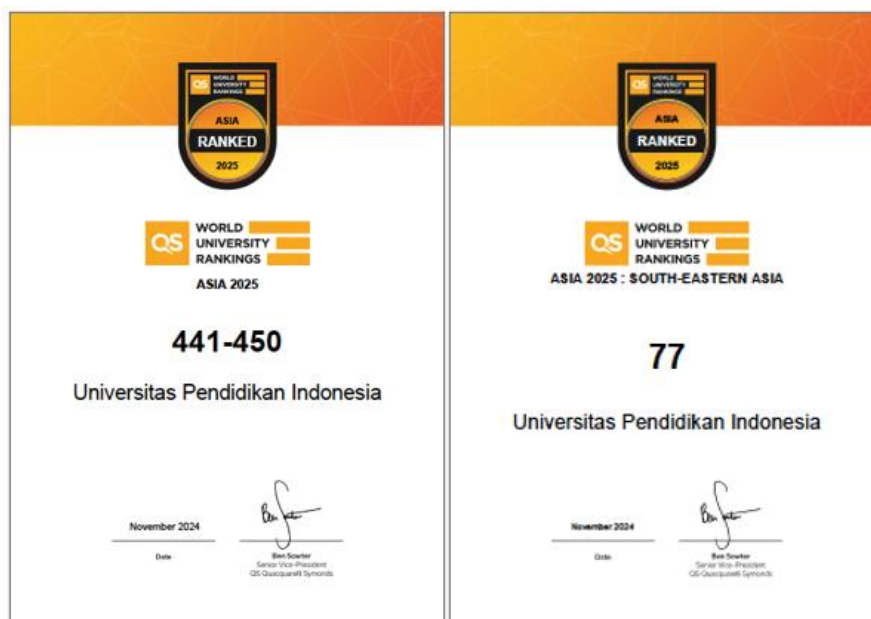 QS WORLD
UNIVERSITY
RANKINGS
ASIA
RANKED
2025
QS WORLD
UNIVERSITY
RANKINGS
ASIA 2025
441-450
Universitas Pendidikan Indonesia
November 2024
Date
Ben Sowter
Senior Vice-President
QS Quacquarelli Symonds
QS WORLD
UNIVERSITY
RANKINGS
ASIA
RANKED
2025
QS WORLD
UNIVERSITY
RANKINGS
ASIA 2025 : SOUTH-EASTERN ASIA
77
Universitas Pendidikan Indonesia
November 2024
Date
Ben Sowter
Senior Vice-President
QS Quacquarelli Symonds